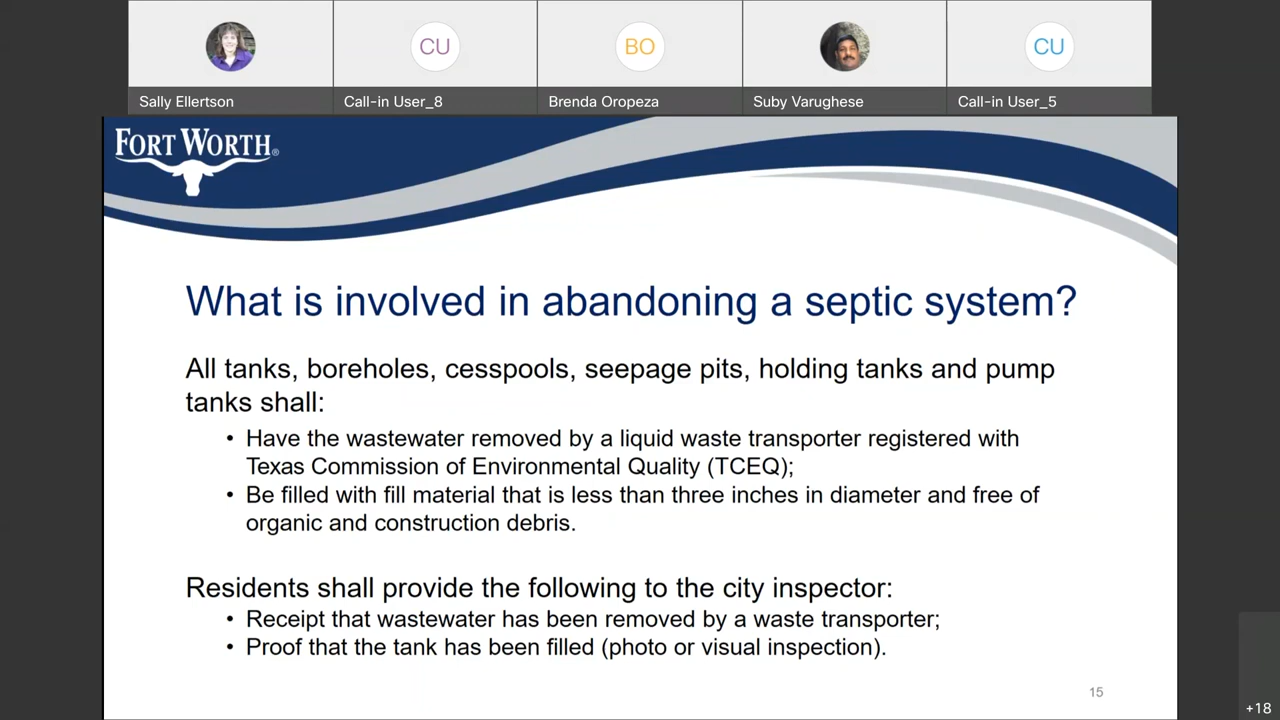 CU
BO
CU
Sally Ellertson
Call-in User_8
Brenda Oropeza
Suby Varughese
Call-in User_5
FORT WORTH®
What is involved in abandoning a septic system?
All tanks, boreholes, cesspools, seepage pits, holding tanks and pump
tanks shall:
• Have the wastewater removed by a liquid waste transporter registered with
Texas Commission of Environmental Quality (TCEQ);
• Be filled with fill material that is less than three inches in diameter and free of
organic and construction debris.
Residents shall provide the following to the city inspector:
• Receipt that wastewater has been removed by a waste transporter;
• Proof that the tank has been filled (photo or visual inspection).
15
+18